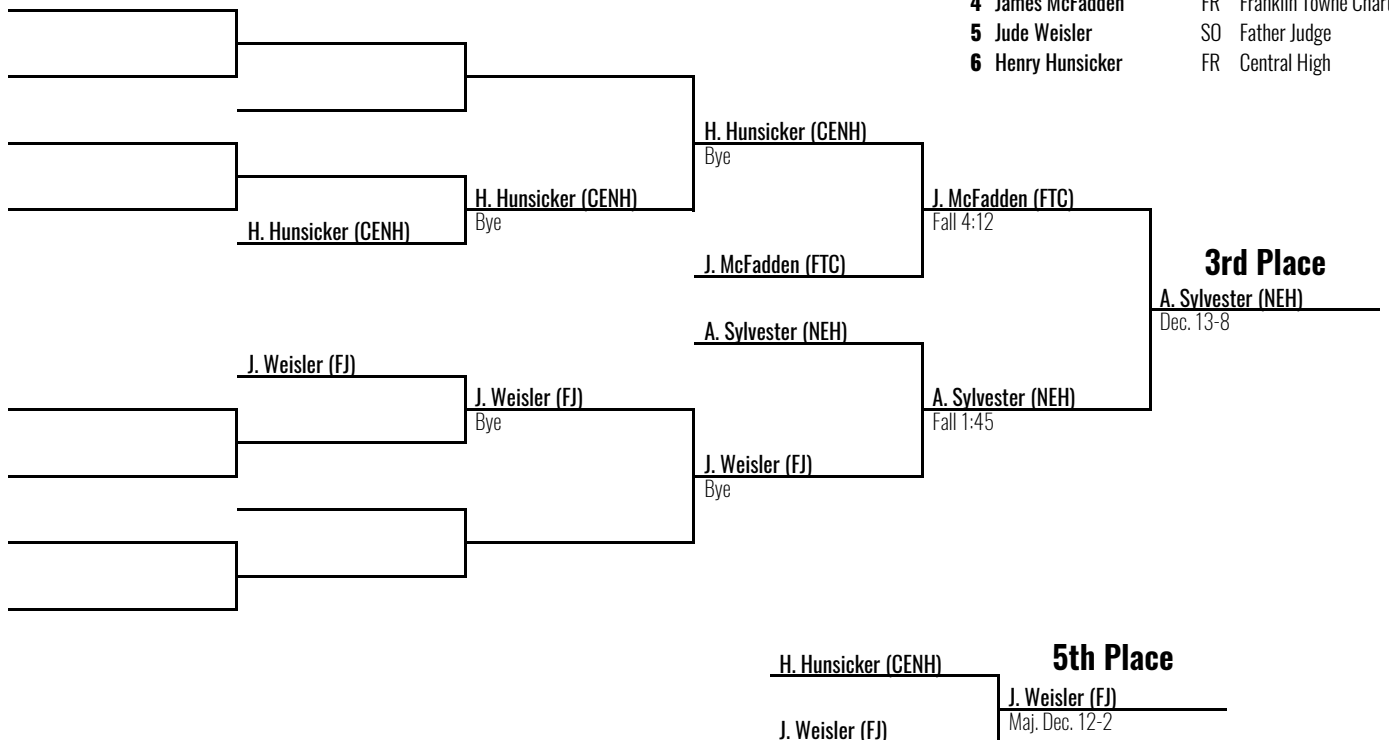 4 James McFadden FR Franklin Towne Chart
5 Jude Weisler SO Father Judge
6 Henry Hunsicker FR Central High
H. Hunsicker (CENH)
Bye
H. Hunsicker (CENH)
Bye
J. McFadden (FTC)
Fall 4:12
H. Hunsicker (CENH)
J. McFadden (FTC)
3rd Place
A. Sylvester (NEH)
Dec. 13-8
A. Sylvester (NEH)
J. Weisler (FJ)
J. Weisler (FJ)
Bye
A. Sylvester (NEH)
Fall 1:45
J. Weisler (FJ)
Bye
H. Hunsicker (CENH)
5th Place
J. Weisler (FJ)
Maj. Dec. 12-2
J. Weisler (FJ)